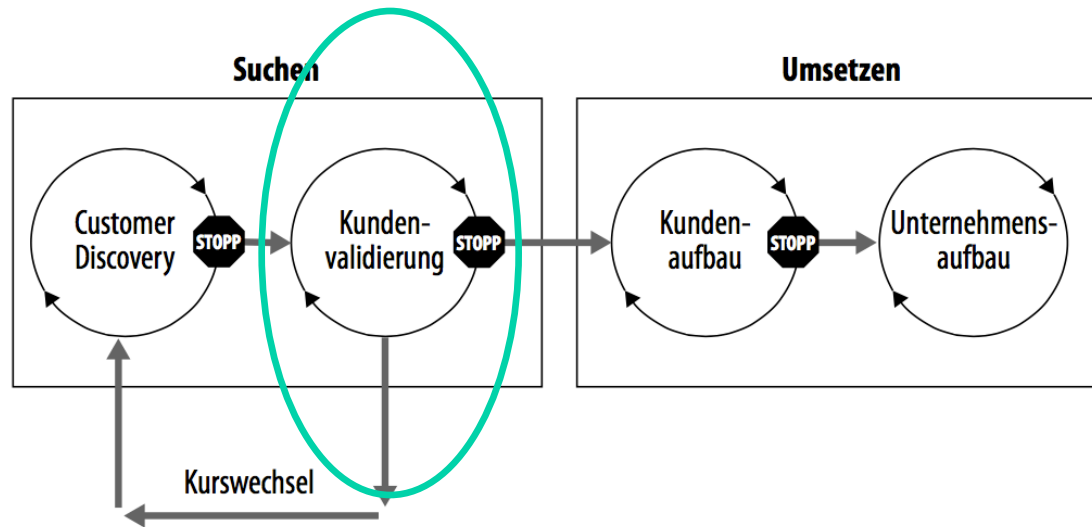 Suchen
Umsetzen
Customer
Discovery
STOPP
Kunden-
validierung
STOPP
Kunden-
aufbau
STOPP
Unternehmens-
aufbau
Kurswechsel